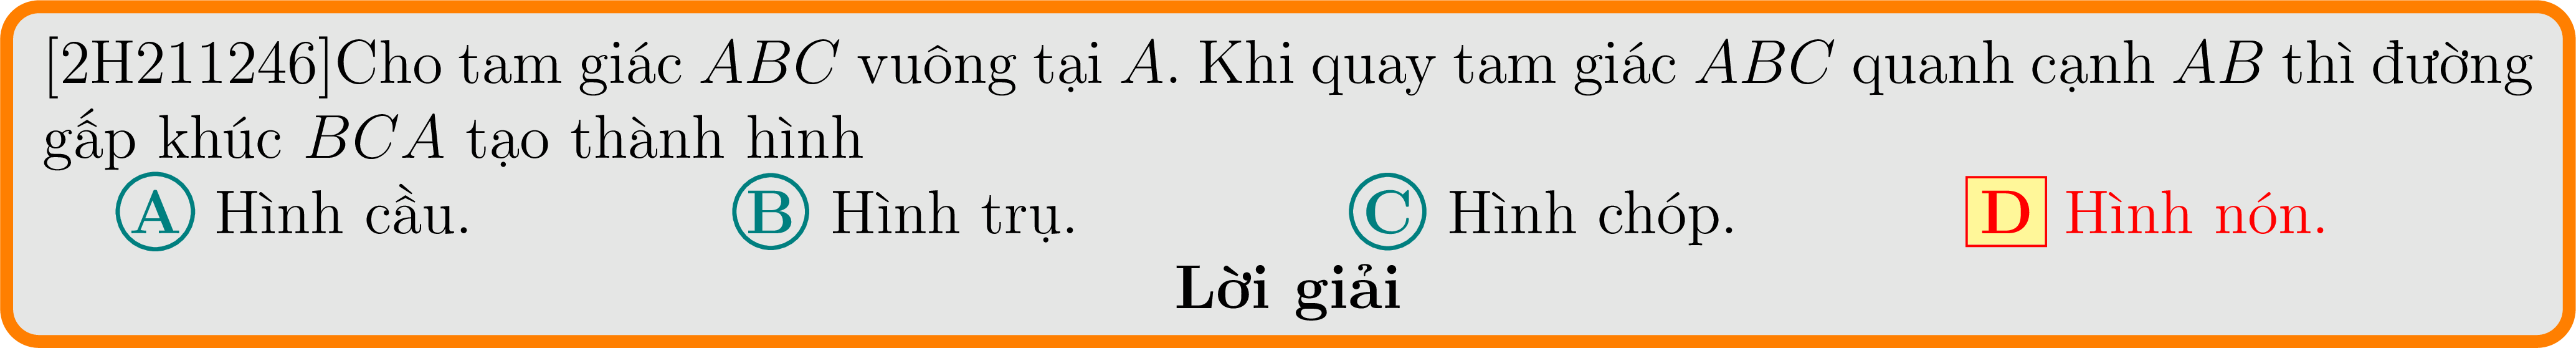 [2H211246]Cho tam giác ABC vuông tại A. Khi quay tam giác ABC quanh cạnh AB thì đường
gấp khúc BCA tạo thành hình
A Hình cầu. B Hình trụ. C Hình chóp. D Hình nón.
Lời giải